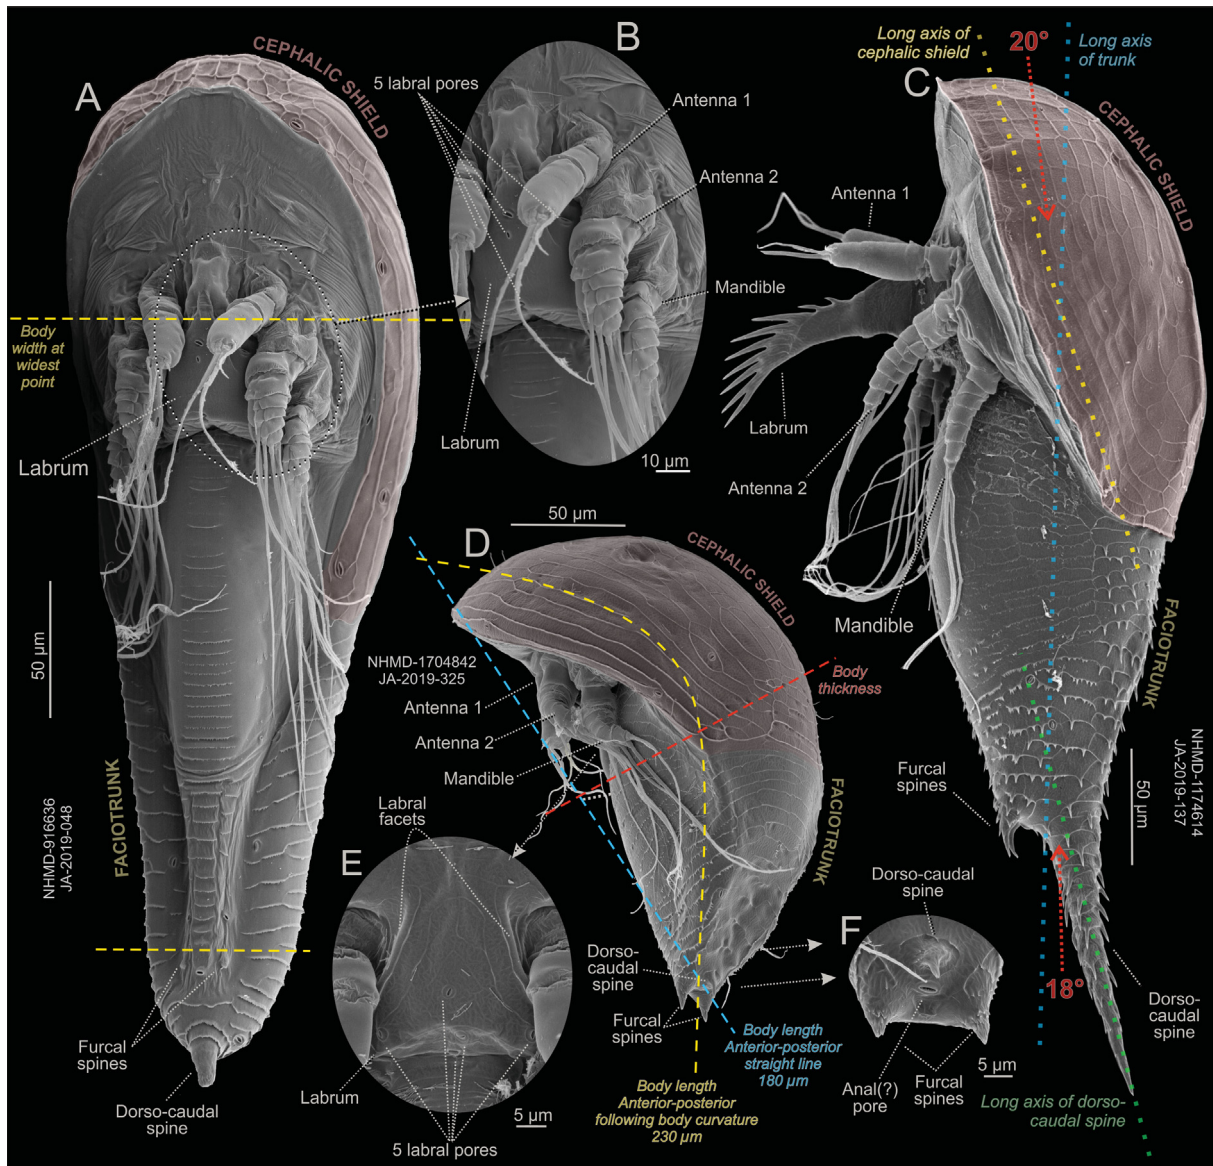 A
CEPHALIC SHIELD
Body
width at
widest
point
Labrum
50 µm
NHMD-916636
JA-2019-048
FACIOTRUNK
Furcal
spines
Dorso-caudal
spine
B
5 labral pores
Antenna 1
Antenna 2
Mandible
Labrum
10 µm
C
Long axis of
cephalic shield
20°
Long axis
of trunk
CEPHALIC SHIELD
Antenna 1
Labrum
Antenna 2
Mandible
FACIOTRUNK
NHMD-1174614
JA-2019-137
50 µm
Furcal
spines
18°
Dorso-
caudal
spine
Long axis of dorso-
caudal spine
D
50 µm
CEPHALIC SHIELD
NHMD-1704842
JA-2019-325
Antenna 1
Antenna 2
Mandible
Body
thickness
FACIOTRUNK
Dorso-
caudal
spine
Furcal
spines
Body length
Anterior-posterior
straight line
180 µm
Body length
Anterior-posterior
following body curvature
230 µm
E
Labral
facets
Labrum
5 labral pores
5 µm
F
Dorso-caudal
spine
Anal(?)
pore
Furcal
spines
5 µm